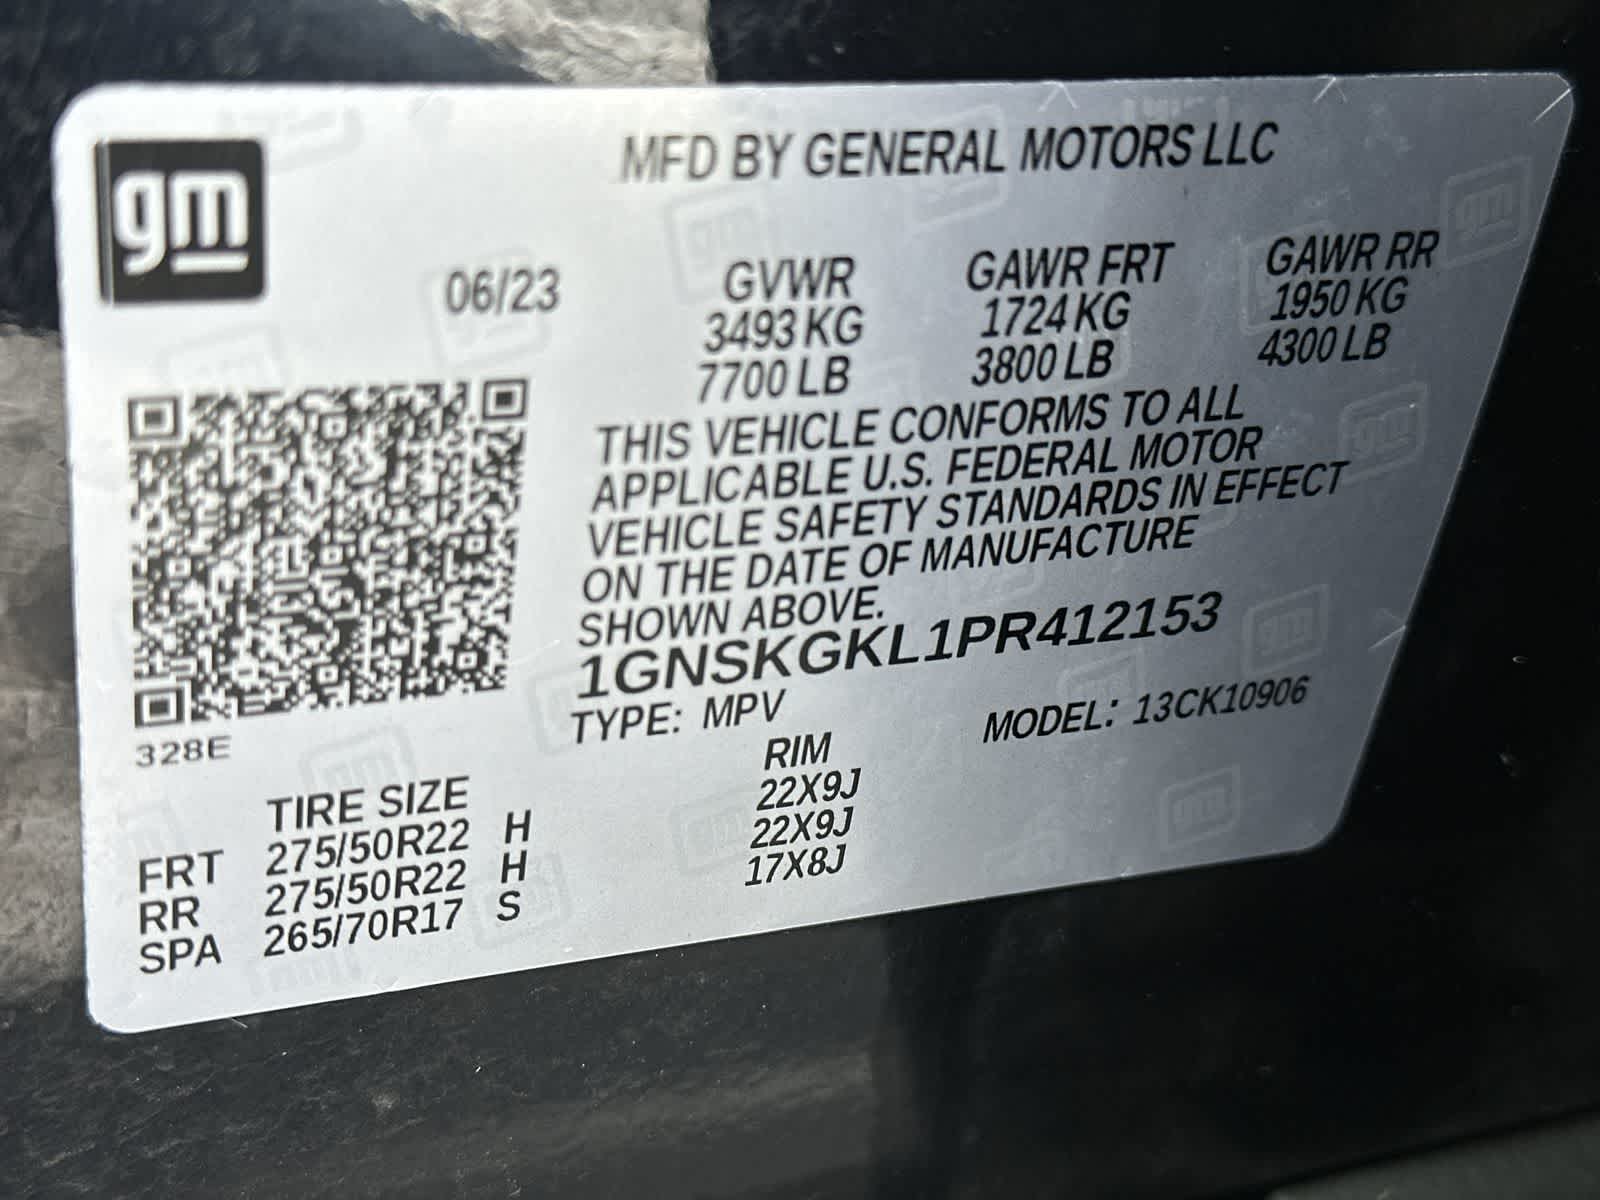 gm
MFD BY GENERAL MOTORS LLC
06/23
GVWR GAWR FRT GAWR RR
3493 KG 1724 KG 1950 KG
7700 LB 3800 LB 4300 LB
THIS VEHICLE CONFORMS TO ALL
APPLICABLE U.S. FEDERAL MOTOR
VEHICLE SAFETY STANDARDS IN EFFECT
ON THE DATE OF MANUFACTURE
SHOWN ABOVE.
1GNSKGKL1PR412153
TYPE: MPV MODEL: 13CK10906
328E
TIRE SIZE RIM
FRT 275/50R22 H 22X9J
RR 275/50R22 H 22X9J
SPA 265/70R17 S 17X8J